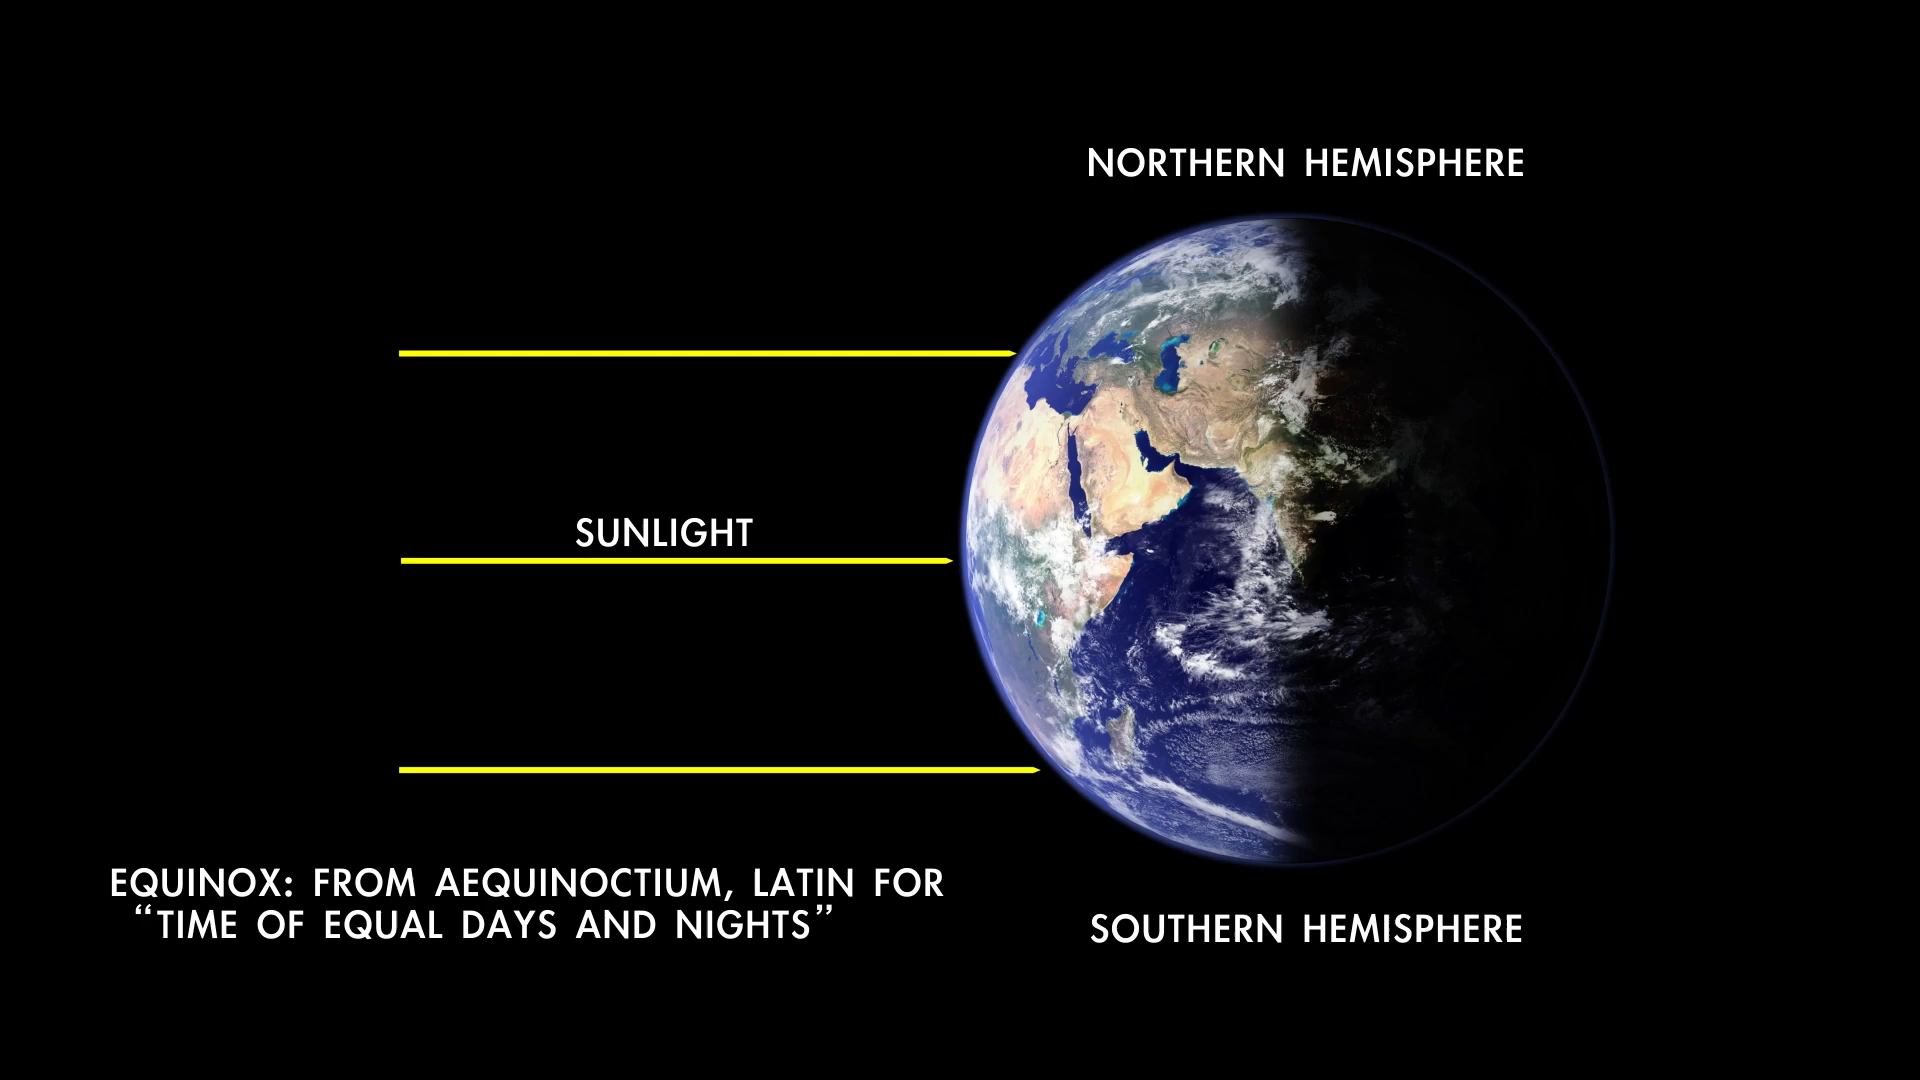 NORTHERN HEMISPHERE
SUNLIGHT
EQUINOX: FROM AEQUINOCTIUM, LATIN FOR
“TIME OF EQUAL DAYS AND NIGHTS”
SOUTHERN HEMISPHERE